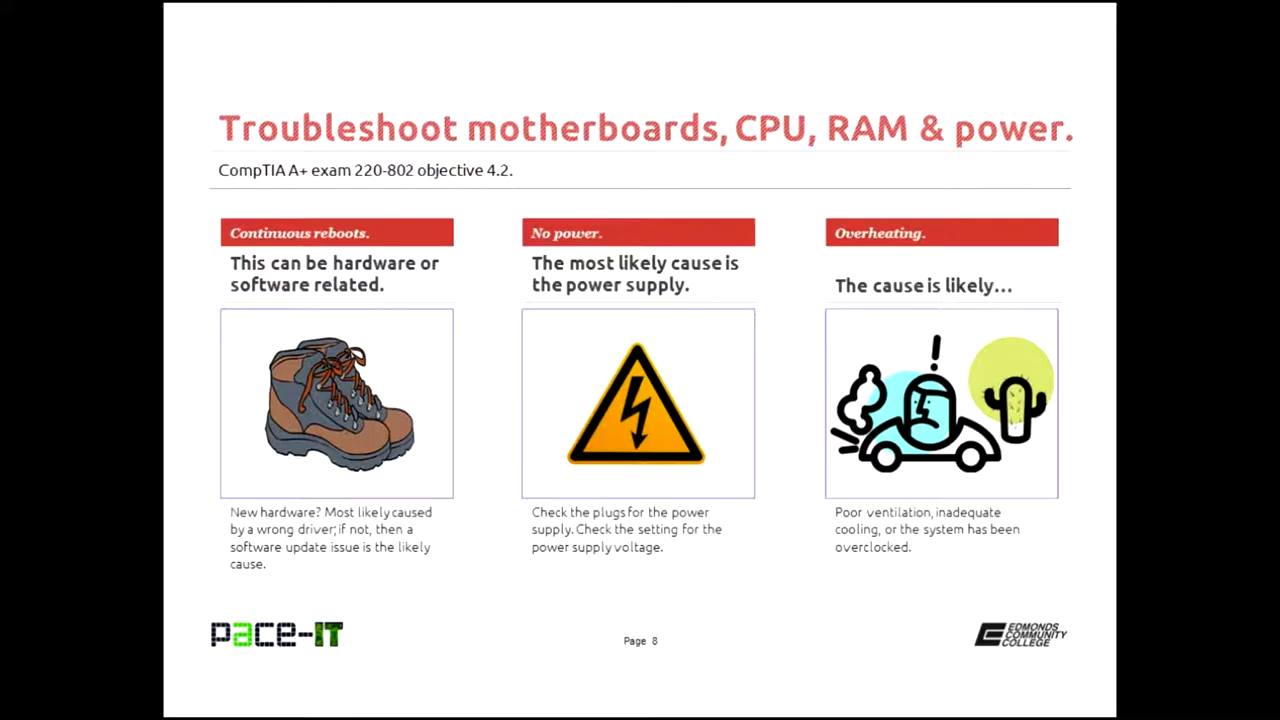 Troubleshoot motherboards, CPU, RAM & power.
CompTIA A+ exam 220-802 objective 4.2.
Continuous reboots.
This can be hardware or
software related.
New hardware? Most likely caused
by a wrong driver; if not, then a
software update issue is the likely
cause.
No power.
The most likely cause is
the power supply.
Check the plugs for the power
supply. Check the setting for the
power supply voltage.
Overheating.
The cause is likely...
!
Poor ventilation, inadequate
cooling, or the system has been
overclocked.
pace-IT
Page 8
EDMONDS
COMMUNITY
COLLEGE